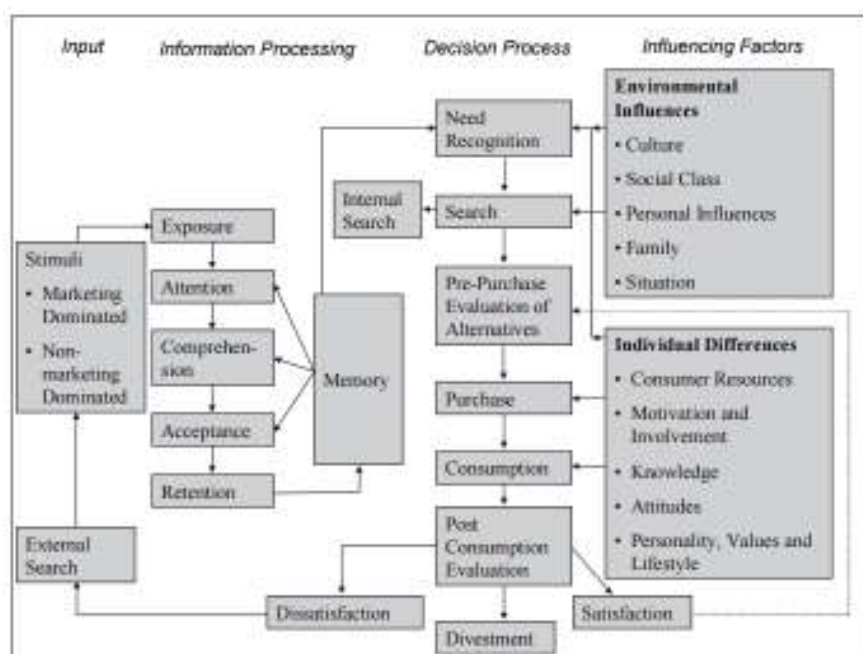 Input
Information Processing
Decision Process
Influencing Factors
Stimuli
• Marketing
Dominated
• Non-
marketing
Dominated
External
Search
Exposure
Attention
Comprehen-
sion
Acceptance
Retention
Memory
Internal
Search
Need
Recognition
Search
Pre-Purchase
Evaluation of
Alternatives
Purchase
Consumption
Post
Consumption
Evaluation
Dissatisfaction
Divestment
Satisfaction
Environmental
Influences
• Culture
• Social Class
• Personal Influences
• Family
• Situation
Individual Differences
• Consumer Resources
• Motivation and
Involvement
• Knowledge
• Attitudes
• Personality, Values and
Lifestyle